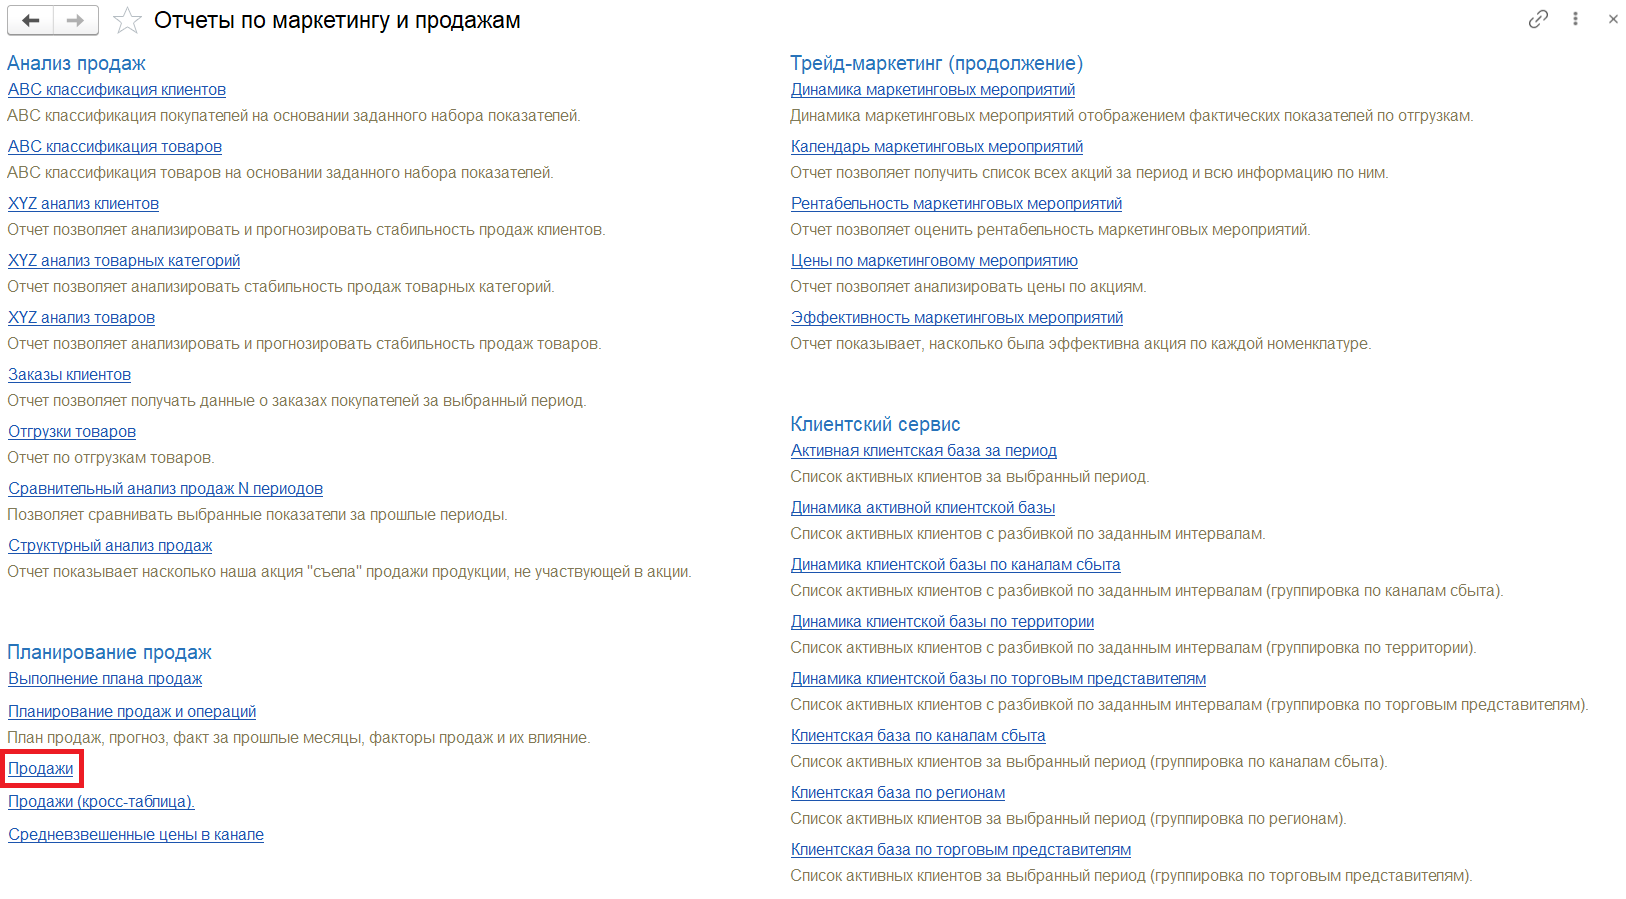 Отчеты по маркетингу и продажам
Анализ продаж
ABC классификация клиентов
ABC классификация покупателей на основании заданного набора показателей.
ABC классификация товаров
ABC классификация товаров на основании заданного набора показателей.
XYZ анализ клиентов
Отчет позволяет анализировать и прогнозировать стабильность продаж клиентов.
XYZ анализ товарных категорий
Отчет позволяет анализировать стабильность продаж товарных категорий.
XYZ анализ товаров
Отчет позволяет анализировать и прогнозировать стабильность продаж товаров.
Заказы клиентов
Отчет позволяет получать данные о заказах покупателей за выбранный период.
Отгрузки товаров
Отчет по отгрузкам товаров.
Сравнительный анализ продаж N периодов
Позволяет сравнивать выбранные показатели за прошлые периоды.
Структурный анализ продаж
Отчет показывает насколько наша акция "съела" продажи продукции, не участвующей в акции.
Планирование продаж
Выполнение плана продаж
Планирование продаж и операций
План продаж, прогноз, факт за прошлые месяцы, факторы продаж и их влияние.
Продажи
Продажи (кросс-таблица).
Средневзвешенные цены в канале
Трейд-маркетинг (продолжение)
Динамика маркетинговых мероприятий
Динамика маркетинговых мероприятий отображением фактических показателей по отгрузкам.
Календарь маркетинговых мероприятий
Отчет позволяет получить список всех акций за период и всю информацию по ним.
Рентабельность маркетинговых мероприятий
Отчет позволяет оценить рентабельность маркетинговых мероприятий.
Цены по маркетинговому мероприятию
Отчет позволяет анализировать цены по акциям.
Эффективность маркетинговых мероприятий
Отчет показывает, насколько была эффективна акция по каждой номенклатуре.
Клиентский сервис
Активная клиентская база за период
Список активных клиентов за выбранный период.
Динамика активной клиентской базы
Список активных клиентов с разбивкой по заданным интервалам.
Динамика клиентской базы по каналам сбыта
Список активных клиентов с разбивкой по заданным интервалам (группировка по каналам сбыта).
Динамика клиентской базы по территории
Список активных клиентов с разбивкой по заданным интервалам (группировка по территории).
Динамика клиентской базы по торговым представителям
Список активных клиентов с разбивкой по заданным интервалам (группировка по торговым представителям).
Клиентская база по каналам сбыта
Список активных клиентов за выбранный период (группировка по каналам сбыта).
Клиентская база по регионам
Список активных клиентов за выбранный период (группировка по регионам).
Клиентская база по торговым представителям
Список активных клиентов за выбранный период (группировка по торговым представителям).